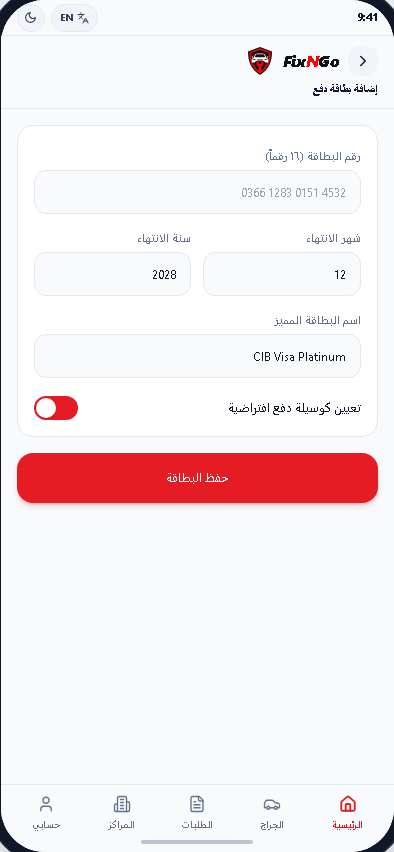 9:41
EN
FixNGo
إضافة بطاقة دفع
رقم البطاقة (١٦ رقماً)
0366 1283 0151 4532
شهر الانتهاء
سنة الانتهاء
12
2028
اسم البطاقة المميز
CIB Visa Platinum
تعيين كوسيلة دفع افتراضية
حفظ البطاقة
الرئيسية
الجراج
الطلبات
المراكز
حسابي